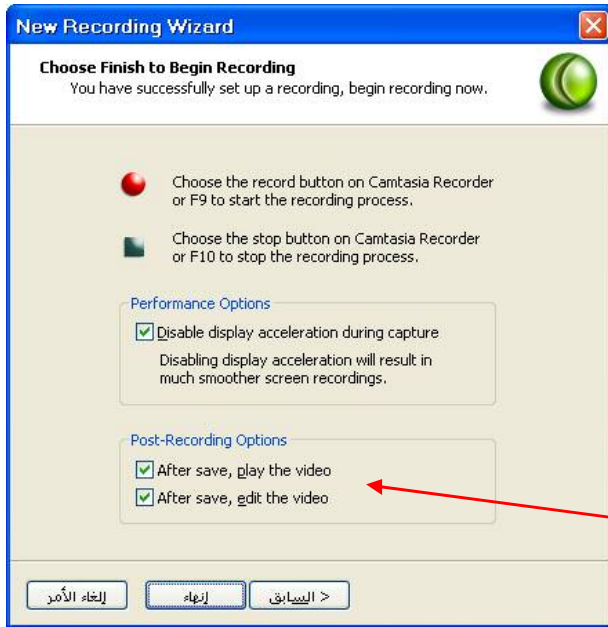 New Recording Wizard
Choose Finish to Begin Recording
You have successfully set up a recording, begin recording now.
Choose the record button on Camtasia Recorder
or F9 to start the recording process.
Choose the stop button on Camtasia Recorder
or F10 to stop the recording process.
Performance Options
Disable display acceleration during capture
Disabling display acceleration will result in
much smoother screen recordings.
Post-Recording Options
After save, play the video
After save, edit the video
< السابق
إنهاء
إلغاء الأمر